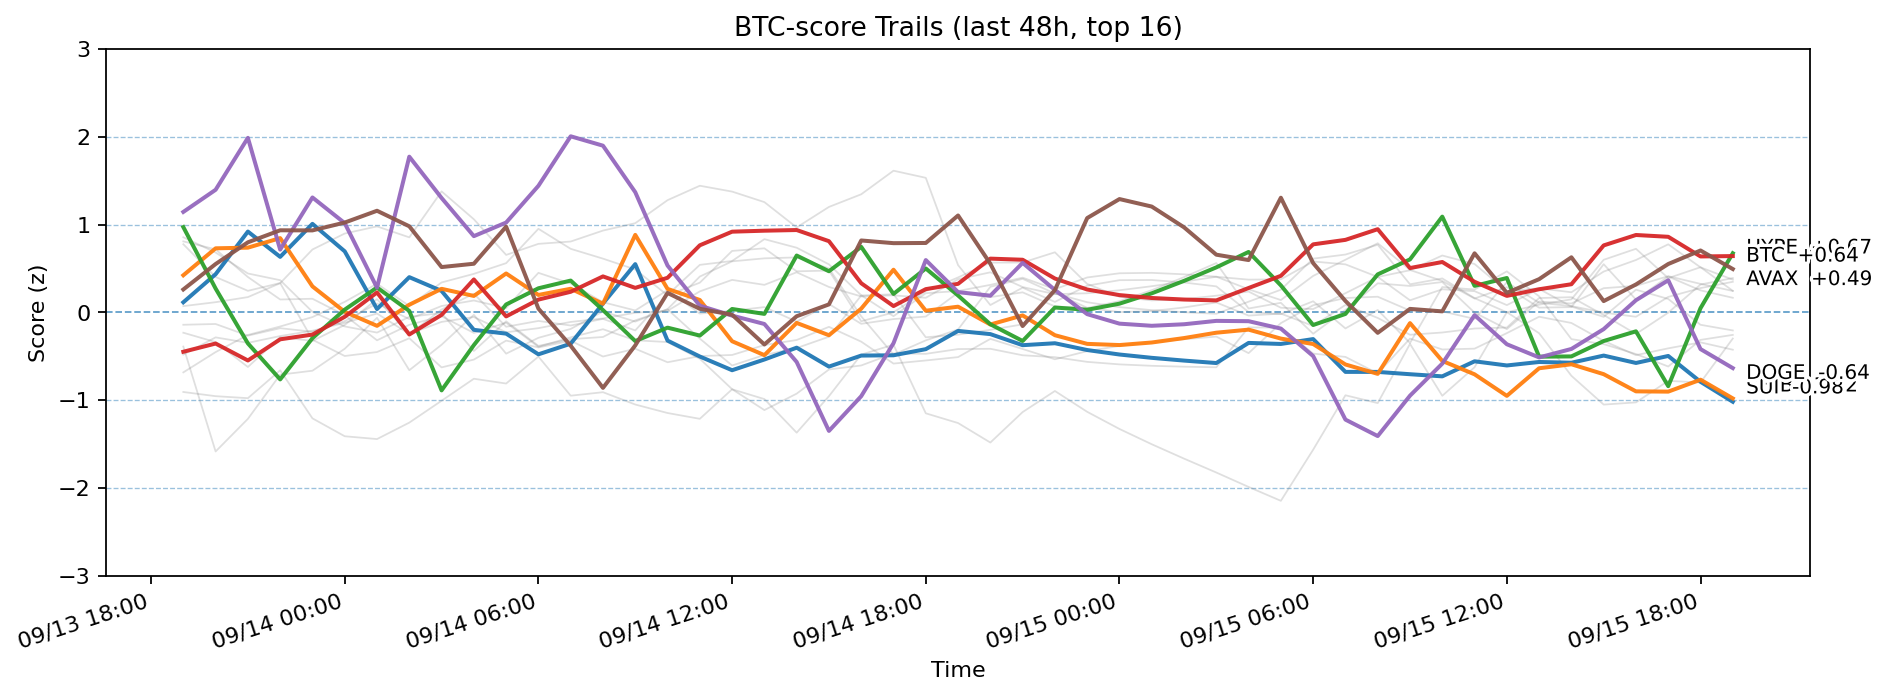 BTC-score Trails (last 48h, top 16)
Score (z)
3
2
1
0
−1
−2
−3
BTC +0.64
AVAX +0.49
DOGE -0.64
09/13 18:00
09/14 00:00
09/14 06:00
09/14 12:00
09/14 18:00
09/15 00:00
09/15 06:00
09/15 12:00
09/15 18:00
Time